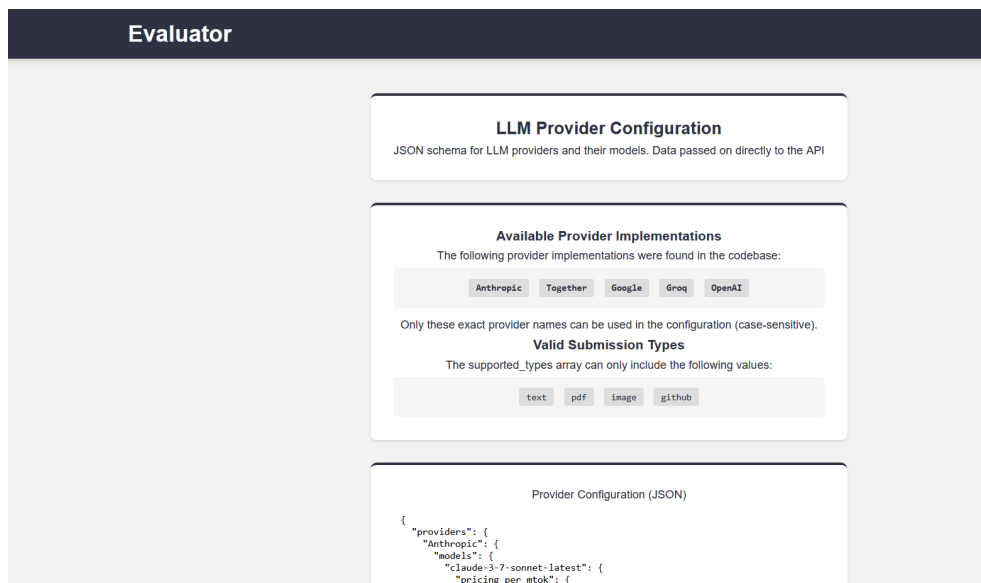 Evaluator
LLM Provider Configuration
JSON schema for LLM providers and their models. Data passed on directly to the API
Available Provider Implementations
The following provider implementations were found in the codebase:
Anthropic Together Google Groq OpenAI
Only these exact provider names can be used in the configuration (case-sensitive).
Valid Submission Types
The supported_types array can only include the following values:
text pdf image github
Provider Configuration (JSON)
{
"providers": {
"Anthropic": {
"models": {
"claude-3-7-sonnet-latest": {
"pricing_per_mtok": {